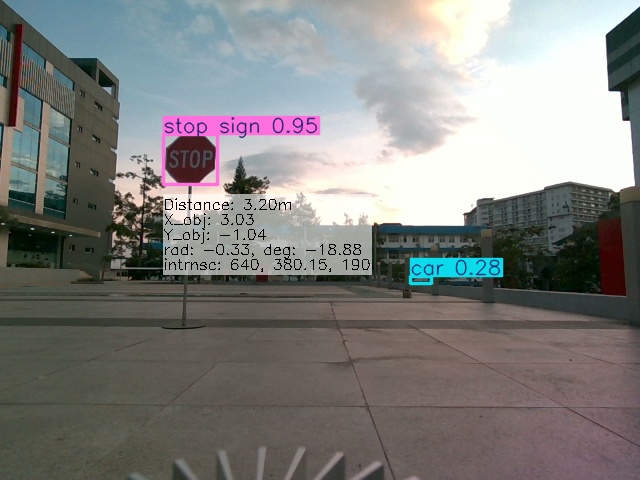 stop sign 0.95
STOP
Distance: 3.20m
X_obj: 3.03
Y_obj: -1.04
rad: -0.33, deg: -18.88
intrnsc: 640, 380.15, 190
car 0.28